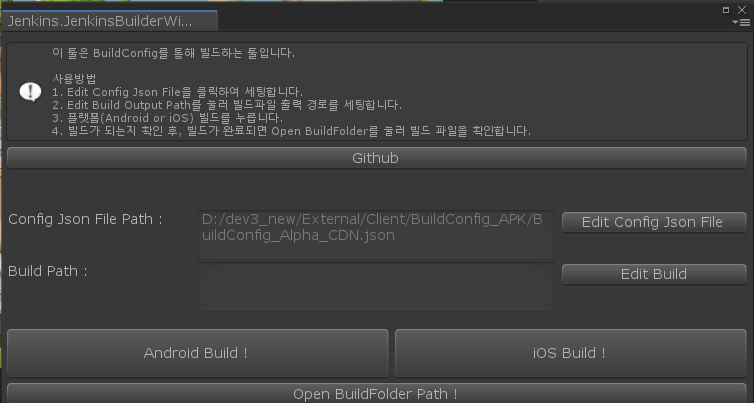 Jenkins.JenkinsBuilderWi...
이 툴은 BuildConfig를 통해 빌드하는 툴입니다.
사용방법
1. Edit Config Json File을 클릭하여 세팅합니다.
2. Edit Build Output Path를 눌러 빌드파일 출력 경로를 세팅합니다.
3. 플랫폼(Android or iOS) 빌드를 누릅니다.
4. 빌드가 되는지 확인 후, 빌드가 완료되면 Open BuildFolder를 눌러 빌드 파일을 확인합니다.
Github
Config Json File Path :
D:/dev3_new/External/Client/BuildConfig_APK/B
uildConfig_Alpha_CDN.json
Edit Config Json File
Build Path :
Edit Build
Android Build !
iOS Build !
Open BuildFolder Path !